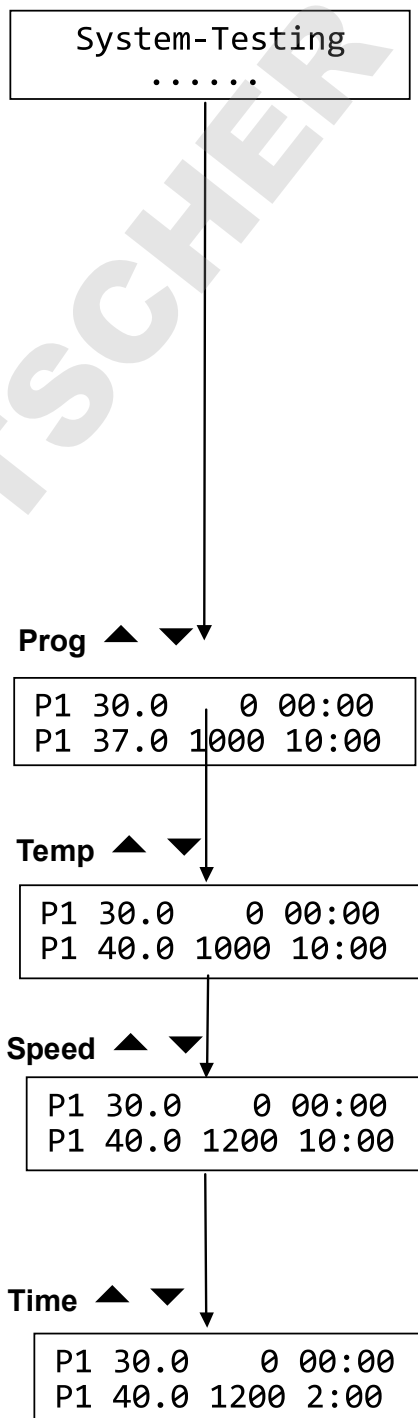 System-Testing
......
Prog ▲ ▼
P1 30.0 0 00:00
P1 37.0 1000 10:00
Temp ▲ ▼
P1 30.0 0 00:00
P1 40.0 1000 10:00
Speed ▲ ▼
P1 30.0 0 00:00
P1 40.0 1200 10:00
Time ▲ ▼
P1 30.0 0 00:00
P1 40.0 1200 2:00
TSCHER